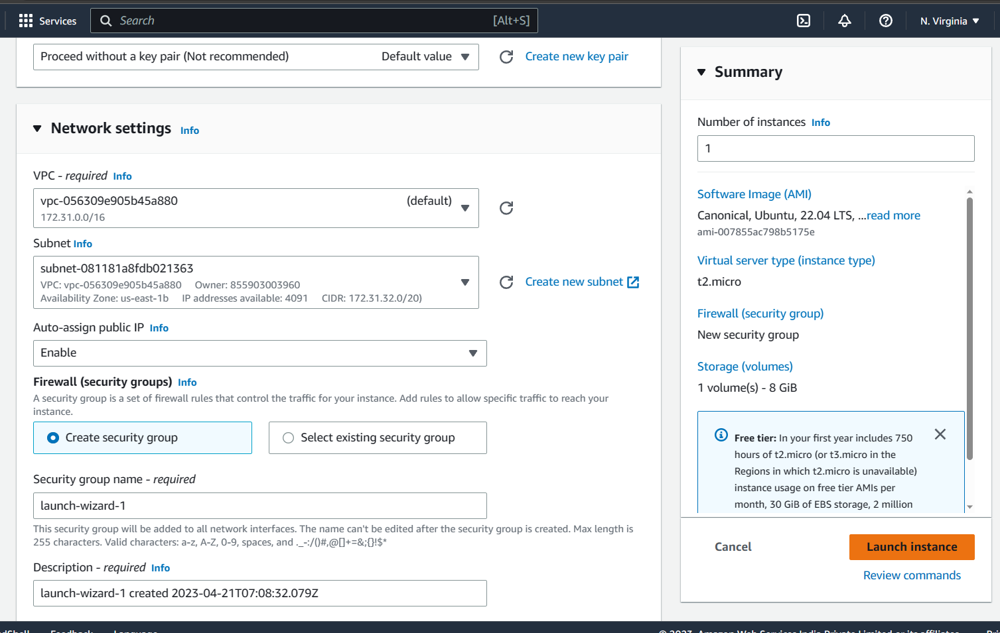 Services
Search [Alt+S]
N. Virginia
Proceed without a key pair (Not recommended) Default value
Create new key pair
Network settings Info
VPC - required Info
vpc-056309e905b45a880 (default)
172.31.0.0/16
Subnet Info
subnet-081181a8fdb021363
VPC: vpc-056309e905b45a880 Owner: 855903003960
Availability Zone: us-east-1b IP addresses available: 4091 CIDR: 172.31.32.0/20)
Create new subnet
Auto-assign public IP Info
Enable
Firewall (security groups) Info
A security group is a set of firewall rules that control the traffic for your instance. Add rules to allow specific traffic to reach your
instance.
Create security group
Select existing security group
Security group name - required
launch-wizard-1
This security group will be added to all network interfaces. The name can't be edited after the security group is created. Max length is
255 characters. Valid characters: a-z, A-Z, 0-9, spaces, and ._-:/()#,@[]+=&;{}!$*
Description - required Info
launch-wizard-1 created 2023-04-21T07:08:32.079Z
Summary
Number of instances Info
1
Software Image (AMI)
Canonical, Ubuntu, 22.04 LTS, ...read more
ami-007855ac798b5175e
Virtual server type (instance type)
t2.micro
Firewall (security group)
New security group
Storage (volumes)
1 volume(s) - 8 GiB
Free tier: In your first year includes 750
hours of t2.micro (or t3.micro in the
Regions in which t2.micro is unavailable)
instance usage on free tier AMIs per
month, 30 GiB of EBS storage, 2 million
Cancel
Launch instance
Review commands
Feedback Language
© 2023, Amazon Web Services India Private Limited or its affiliates.